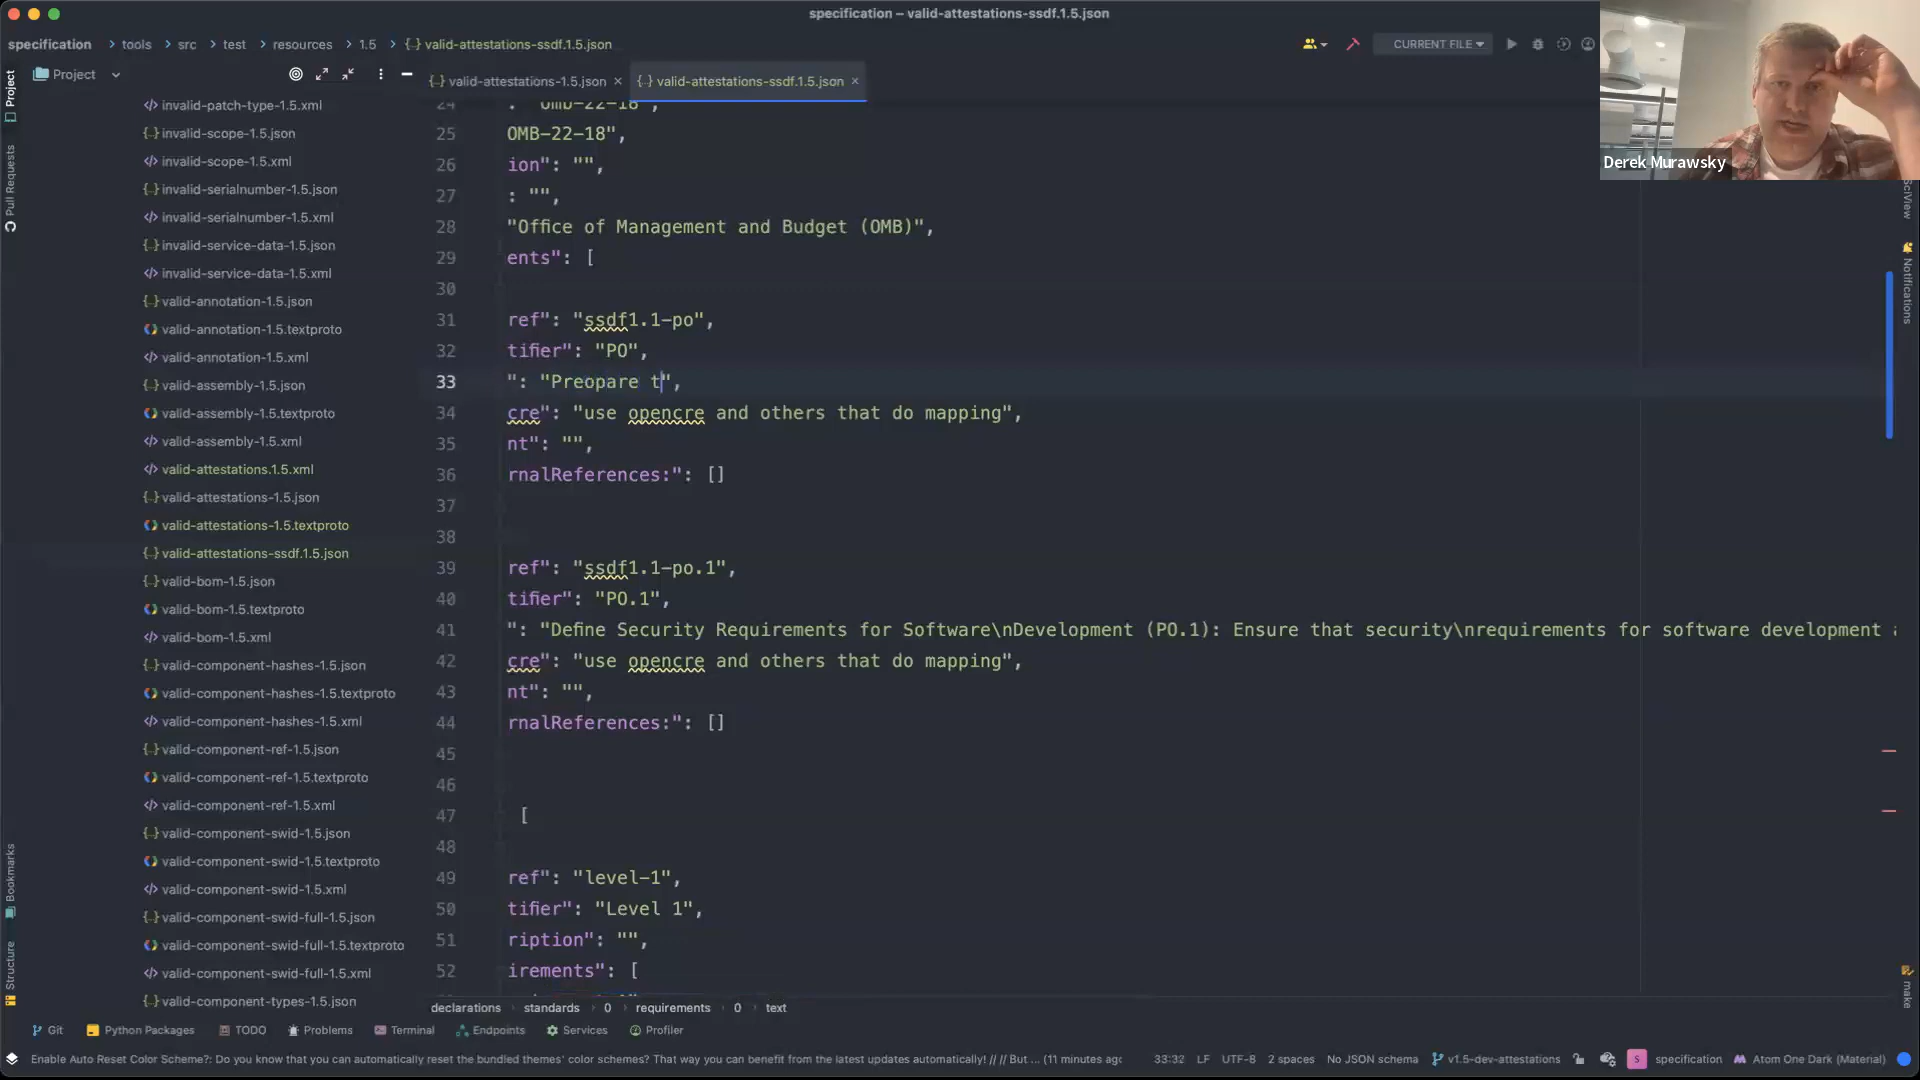 specification – valid-attestations-ssdf.1.5.json
specification > tools > src > test > resources > 1.5 > {} valid-attestations-ssdf.1.5.json
CURRENT FILE
Project
valid-attestations-1.5.json ×
valid-attestations-ssdf.1.5.json ×
Project
Pull Requests
Bookmarks
Structure
invalid-patch-type-1.5.xml
invalid-scope-1.5.json
invalid-scope-1.5.xml
invalid-serialnumber-1.5.json
invalid-serialnumber-1.5.xml
invalid-service-data-1.5.json
invalid-service-data-1.5.xml
valid-annotation-1.5.json
valid-annotation-1.5.textproto
valid-annotation-1.5.xml
valid-assembly-1.5.json
valid-assembly-1.5.textproto
valid-assembly-1.5.xml
valid-attestations.1.5.xml
valid-attestations-1.5.json
valid-attestations-1.5.textproto
valid-attestations-ssdf.1.5.json
valid-bom-1.5.json
valid-bom-1.5.textproto
valid-bom-1.5.xml
valid-component-hashes-1.5.json
valid-component-hashes-1.5.textproto
valid-component-hashes-1.5.xml
valid-component-ref-1.5.json
valid-component-ref-1.5.textproto
valid-component-ref-1.5.xml
valid-component-swid-1.5.json
valid-component-swid-1.5.textproto
valid-component-swid-1.5.xml
valid-component-swid-full-1.5.json
valid-component-swid-full-1.5.textproto
valid-component-swid-full-1.5.xml
valid-component-types-1.5.json
24 : "Omb-22-18",
25 OMB-22-18",
26 ion": "",
27 : "",
28 "Office of Management and Budget (OMB)",
29 ents": [
30
31 ref": "ssdf1.1-po",
32 tifier": "PO",
33 ": "Preopare t",
34 cre": "use opencre and others that do mapping",
35 nt": "",
36 rnalReferences:": []
37
38
39 ref": "ssdf1.1-po.1",
40 tifier": "PO.1",
41 ": "Define Security Requirements for Software\nDevelopment (PO.1): Ensure that security\nrequirements for software development
42 cre": "use opencre and others that do mapping",
43 nt": "",
44 rnalReferences:": []
45
46
47 [
48
49 ref": "level-1",
50 tifier": "Level 1",
51 ription": "",
52 irements": [
declarations > standards > 0 > requirements > 0 > text
Derek Murawsky
SciView
Notifications
make
Git
Python Packages
TODO
Problems
Terminal
Endpoints
Services
Profiler
Enable Auto Reset Color Scheme?: Do you know that you can automatically reset the bundled themes' color schemes? That way you can benefit from the latest updates automatically! // // But ... (11 minutes ago
33:32 LF UTF-8 2 spaces No JSON schema v1.5-dev-attestations S specification Atom One Dark (Material)